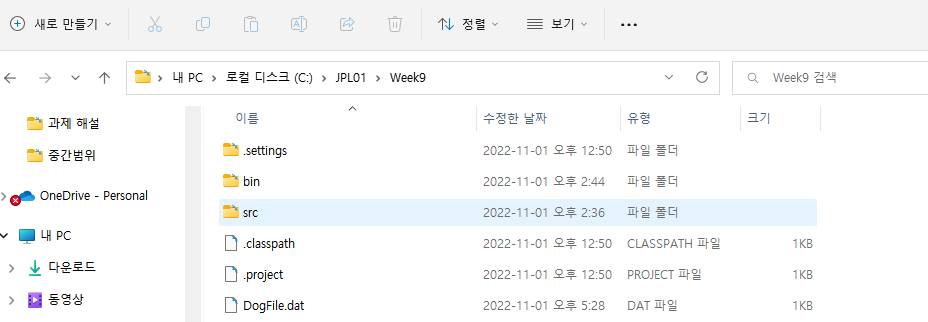 새로 만들기 정렬 보기
내 PC 로컬 디스크 (C:) JPL01 Week9 Week9 검색
과제 해설
중간범위
OneDrive - Personal
내 PC
다운로드
동영상
이름 수정한 날짜 유형 크기
.settings 2022-11-01 오후 12:50 파일 폴더
bin 2022-11-01 오후 2:44 파일 폴더
src 2022-11-01 오후 2:36 파일 폴더
.classpath 2022-11-01 오후 12:50 CLASSPATH 파일 1KB
.project 2022-11-01 오후 12:50 PROJECT 파일 1KB
DogFile.dat 2022-11-01 오후 5:28 DAT 파일 1KB